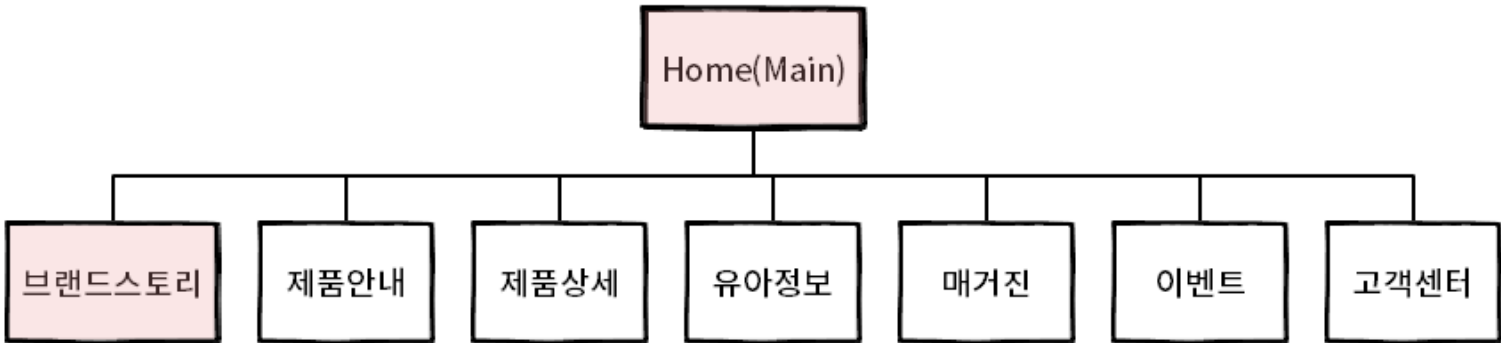 Home(Main)
브랜드스토리
제품안내
제품상세
유아정보
매거진
이벤트
고객센터